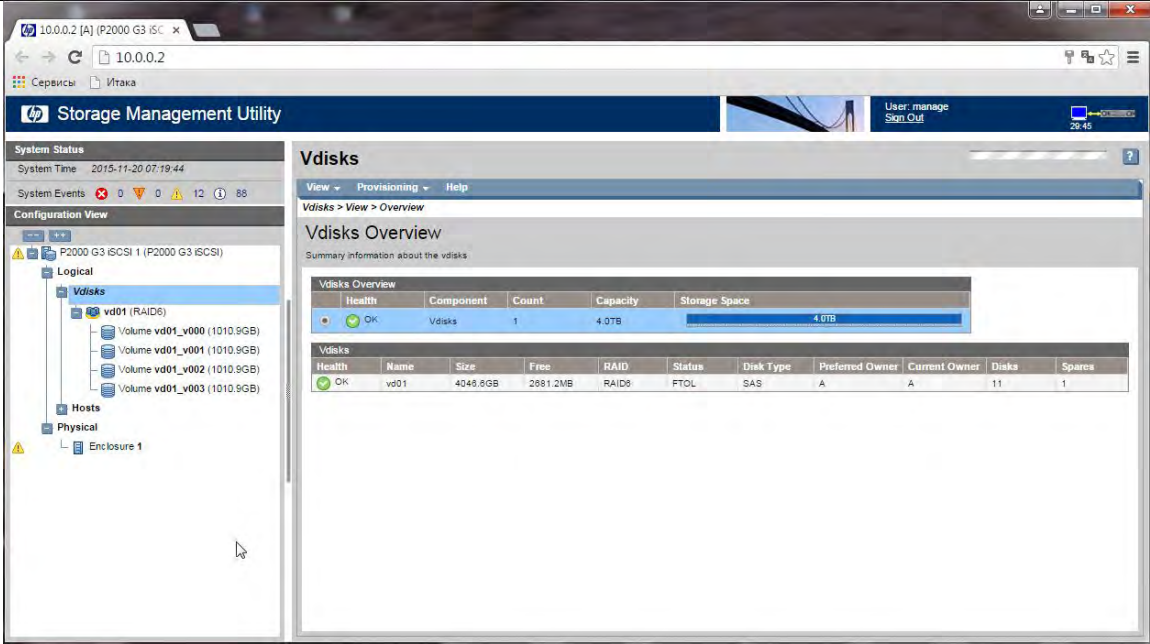 10.0.0.2 [A] (P2000 G3 iSC
10.0.0.2
Сервисы Итака
hp Storage Management Utility
User: manage
Sign Out
29:45
System Status
System Time 2015-11-20 07:19:44
System Events 0 0 12 88
Configuration View
P2000 G3 iSCSI 1 (P2000 G3 iSCSI)
Logical
Vdisks
vd01 (RAID6)
Volume vd01_v000 (1010.9GB)
Volume vd01_v001 (1010.9GB)
Volume vd01_v002 (1010.9GB)
Volume vd01_v003 (1010.9GB)
Hosts
Physical
Enclosure 1
Vdisks
View Provisioning Help
Vdisks > View > Overview
Vdisks Overview
Summary information about the vdisks
Vdisks Overview
Health Component Count Capacity Storage Space
OK Vdisks 1 4.0TB 4.0TB
Vdisks
Health Name Size Free RAID Status Disk Type Preferred Owner Current Owner Disks Spares
OK vd01 4046.6GB 2681.2MB RAID6 FTOL SAS A A 11 1